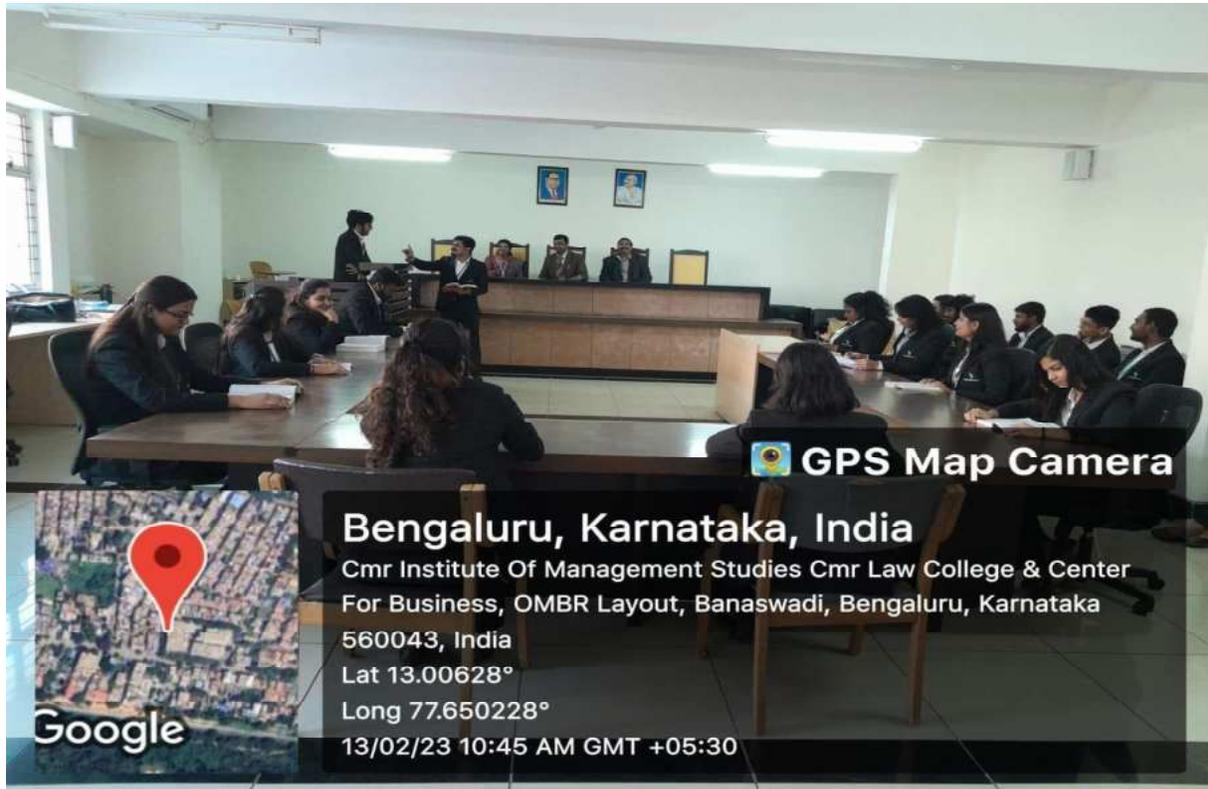 GPS Map Camera
Bengaluru, Karnataka, India
Cmr Institute Of Management Studies Cmr Law College & Center
For Business, OMBR Layout, Banaswadi, Bengaluru, Karnataka
560043, India
Lat 13.00628°
Long 77.650228°
13/02/23 10:45 AM GMT +05:30
Google